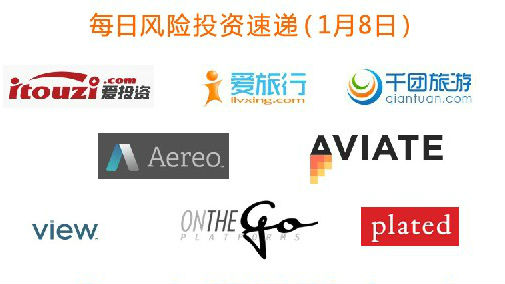 每日风险投资速递(1月8日)
itouzi.com
爱投资
爱旅行
ilvxing.com
千团旅游
qiantuan.com
Aereo
AVIATE
view
ON THE Go
PLATFORMS
plated